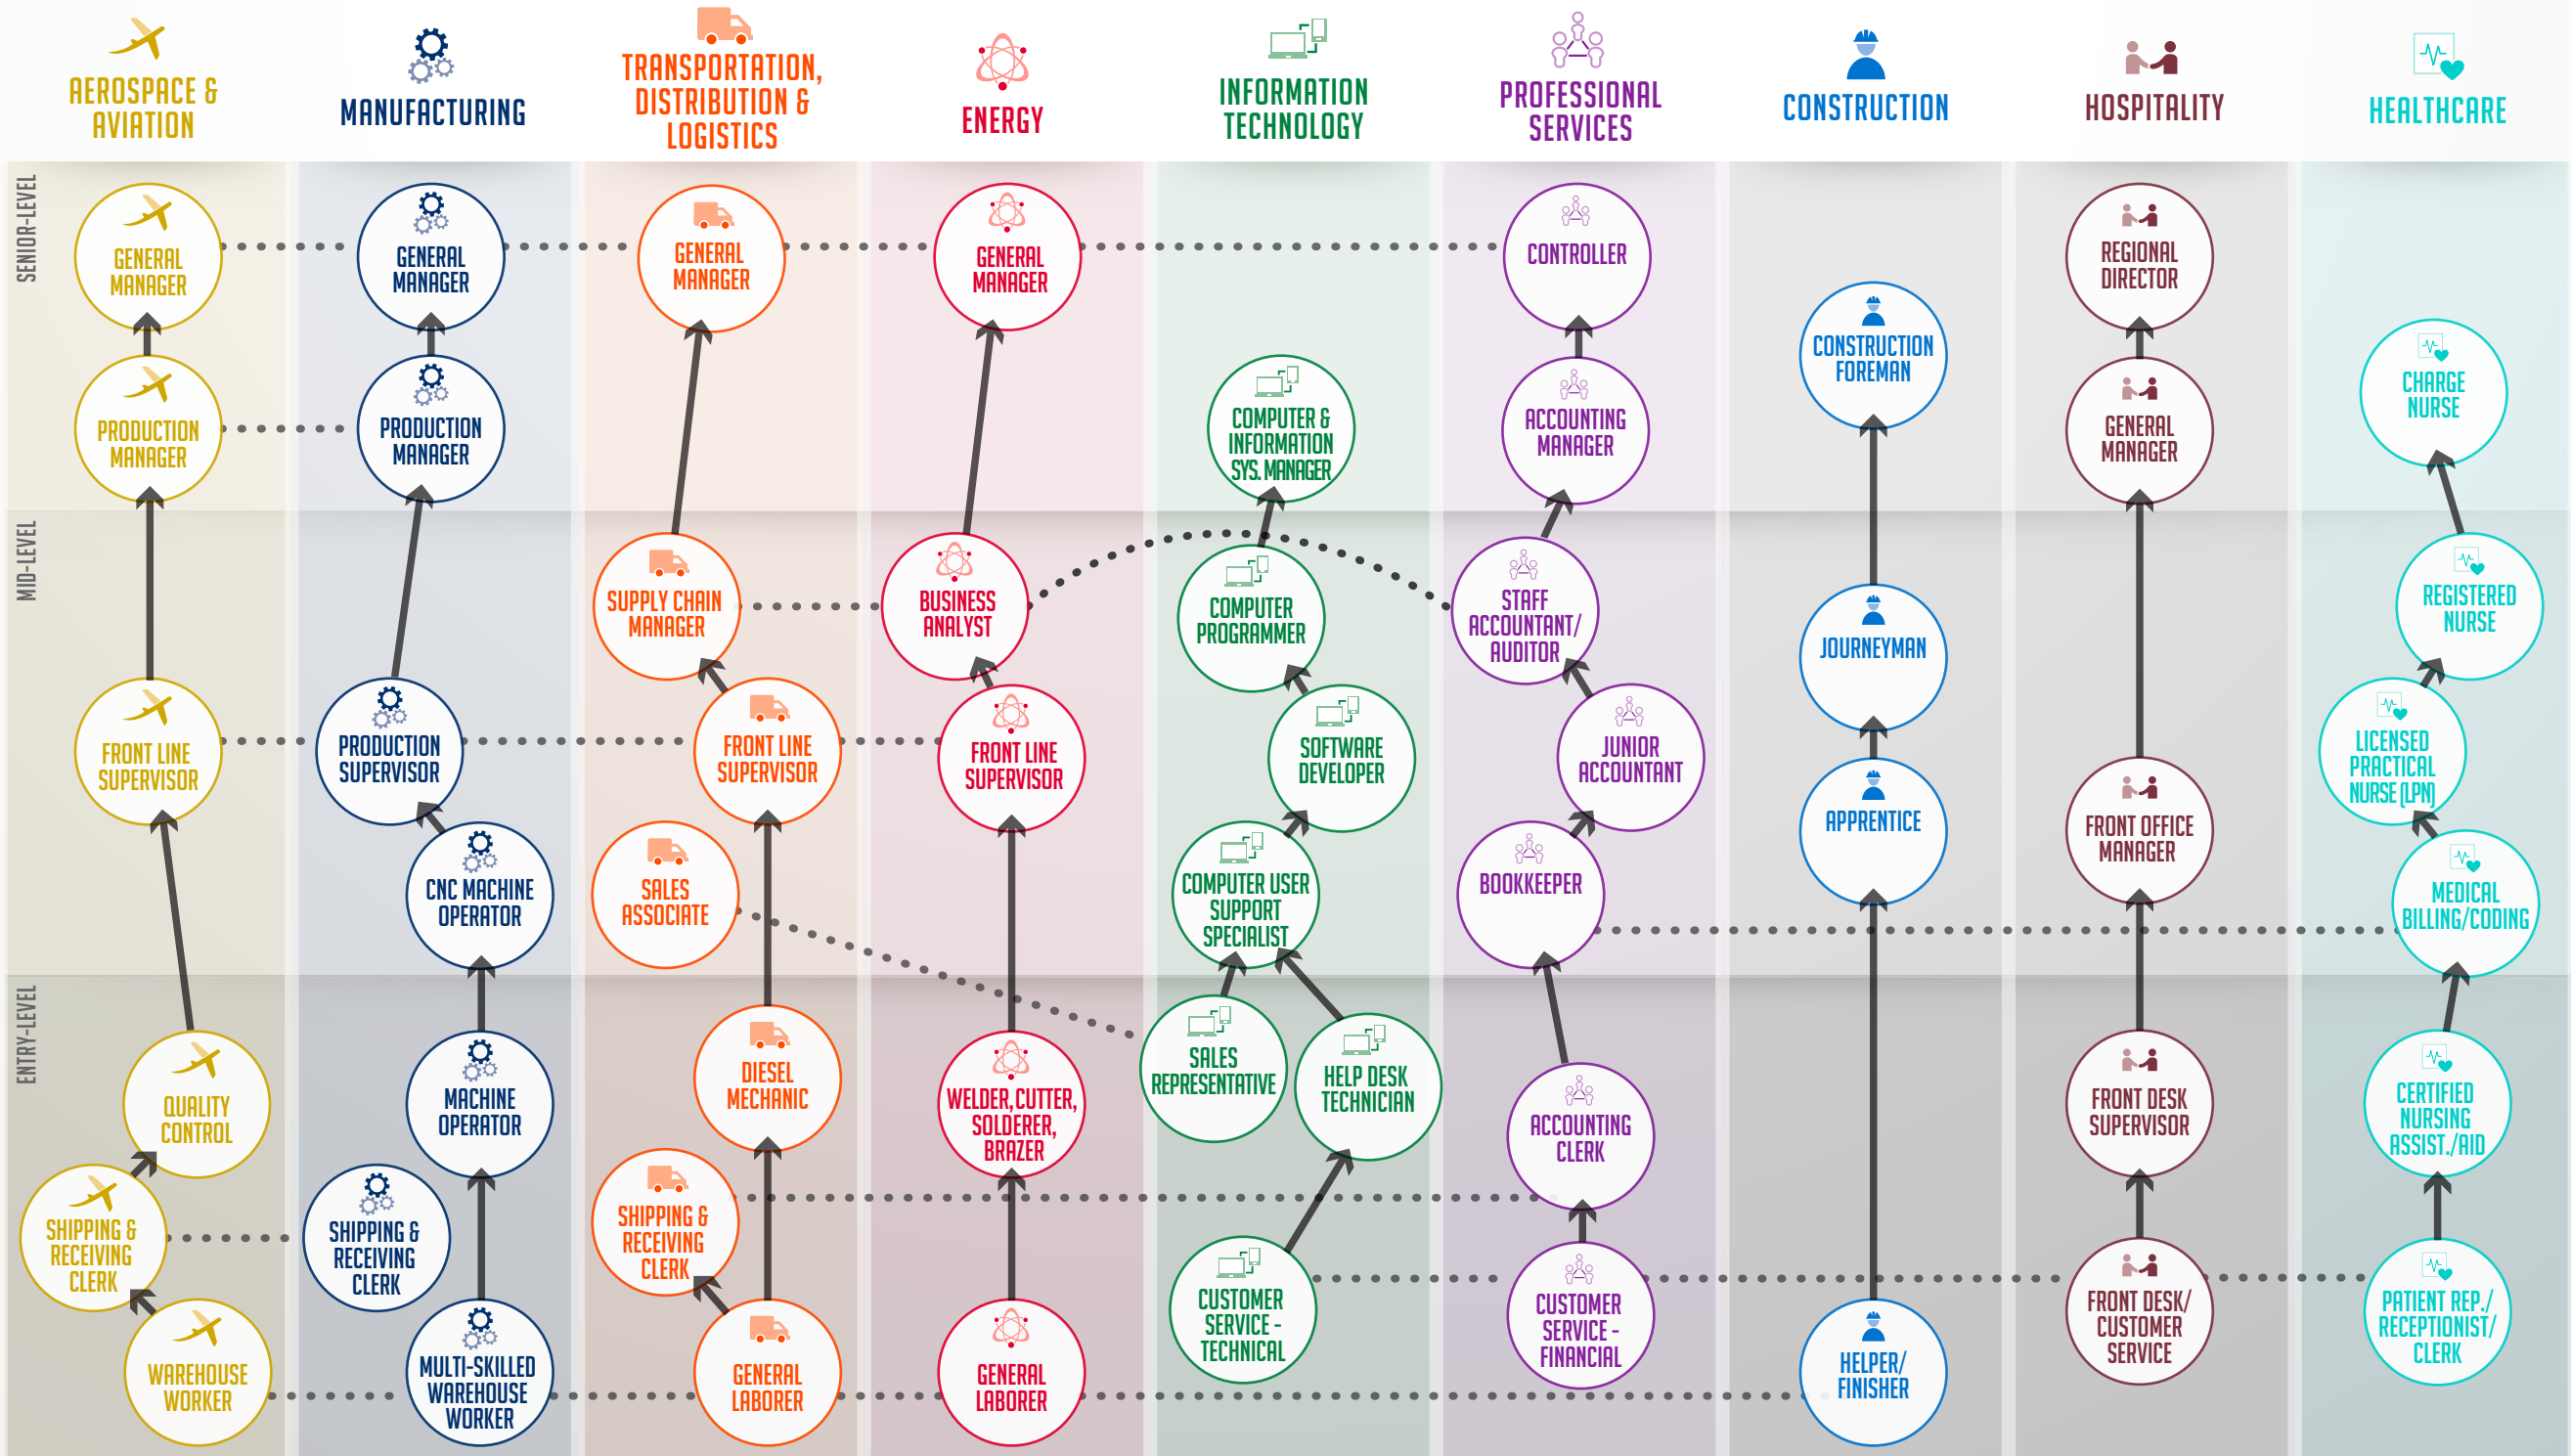 AEROSPACE &
AVIATION
MANUFACTURING
TRANSPORTATION,
DISTRIBUTION &
LOGISTICS
ENERGY
INFORMATION
TECHNOLOGY
PROFESSIONAL
SERVICES
CONSTRUCTION
HOSPITALITY
HEALTHCARE
SENIOR-LEVEL
MID-LEVEL
ENTRY-LEVEL
GENERAL
MANAGER
PRODUCTION
MANAGER
FRONT LINE
SUPERVISOR
QUALITY
CONTROL
SHIPPING &
RECEIVING
CLERK
WAREHOUSE
WORKER
GENERAL
MANAGER
PRODUCTION
MANAGER
PRODUCTION
SUPERVISOR
CNC MACHINE
OPERATOR
MACHINE
OPERATOR
SHIPPING &
RECEIVING
CLERK
MULTI-SKILLED
WAREHOUSE
WORKER
GENERAL
MANAGER
SUPPLY CHAIN
MANAGER
FRONT LINE
SUPERVISOR
SALES
ASSOCIATE
DIESEL
MECHANIC
SHIPPING &
RECEIVING
CLERK
GENERAL
LABORER
GENERAL
MANAGER
BUSINESS
ANALYST
FRONT LINE
SUPERVISOR
WELDER, CUTTER,
SOLDERER,
BRAZER
GENERAL
LABORER
COMPUTER &
INFORMATION
SYS. MANAGER
COMPUTER
PROGRAMMER
SOFTWARE
DEVELOPER
COMPUTER USER
SUPPORT
SPECIALIST
SALES
REPRESENTATIVE
HELP DESK
TECHNICIAN
CUSTOMER
SERVICE -
TECHNICAL
CONTROLLER
ACCOUNTING
MANAGER
STAFF
ACCOUNTANT/
AUDITOR
JUNIOR
ACCOUNTANT
BOOKKEEPER
ACCOUNTING
CLERK
CUSTOMER
SERVICE -
FINANCIAL
CONSTRUCTION
FOREMAN
JOURNEYMAN
APPRENTICE
HELPER/
FINISHER
REGIONAL
DIRECTOR
GENERAL
MANAGER
FRONT OFFICE
MANAGER
FRONT DESK
SUPERVISOR
FRONT DESK/
CUSTOMER
SERVICE
CHARGE
NURSE
REGISTERED
NURSE
LICENSED
PRACTICAL
NURSE (LPN)
MEDICAL
BILLING/CODING
CERTIFIED
NURSING
ASSIST./AID
PATIENT REP./
RECEPTIONIST/
CLERK